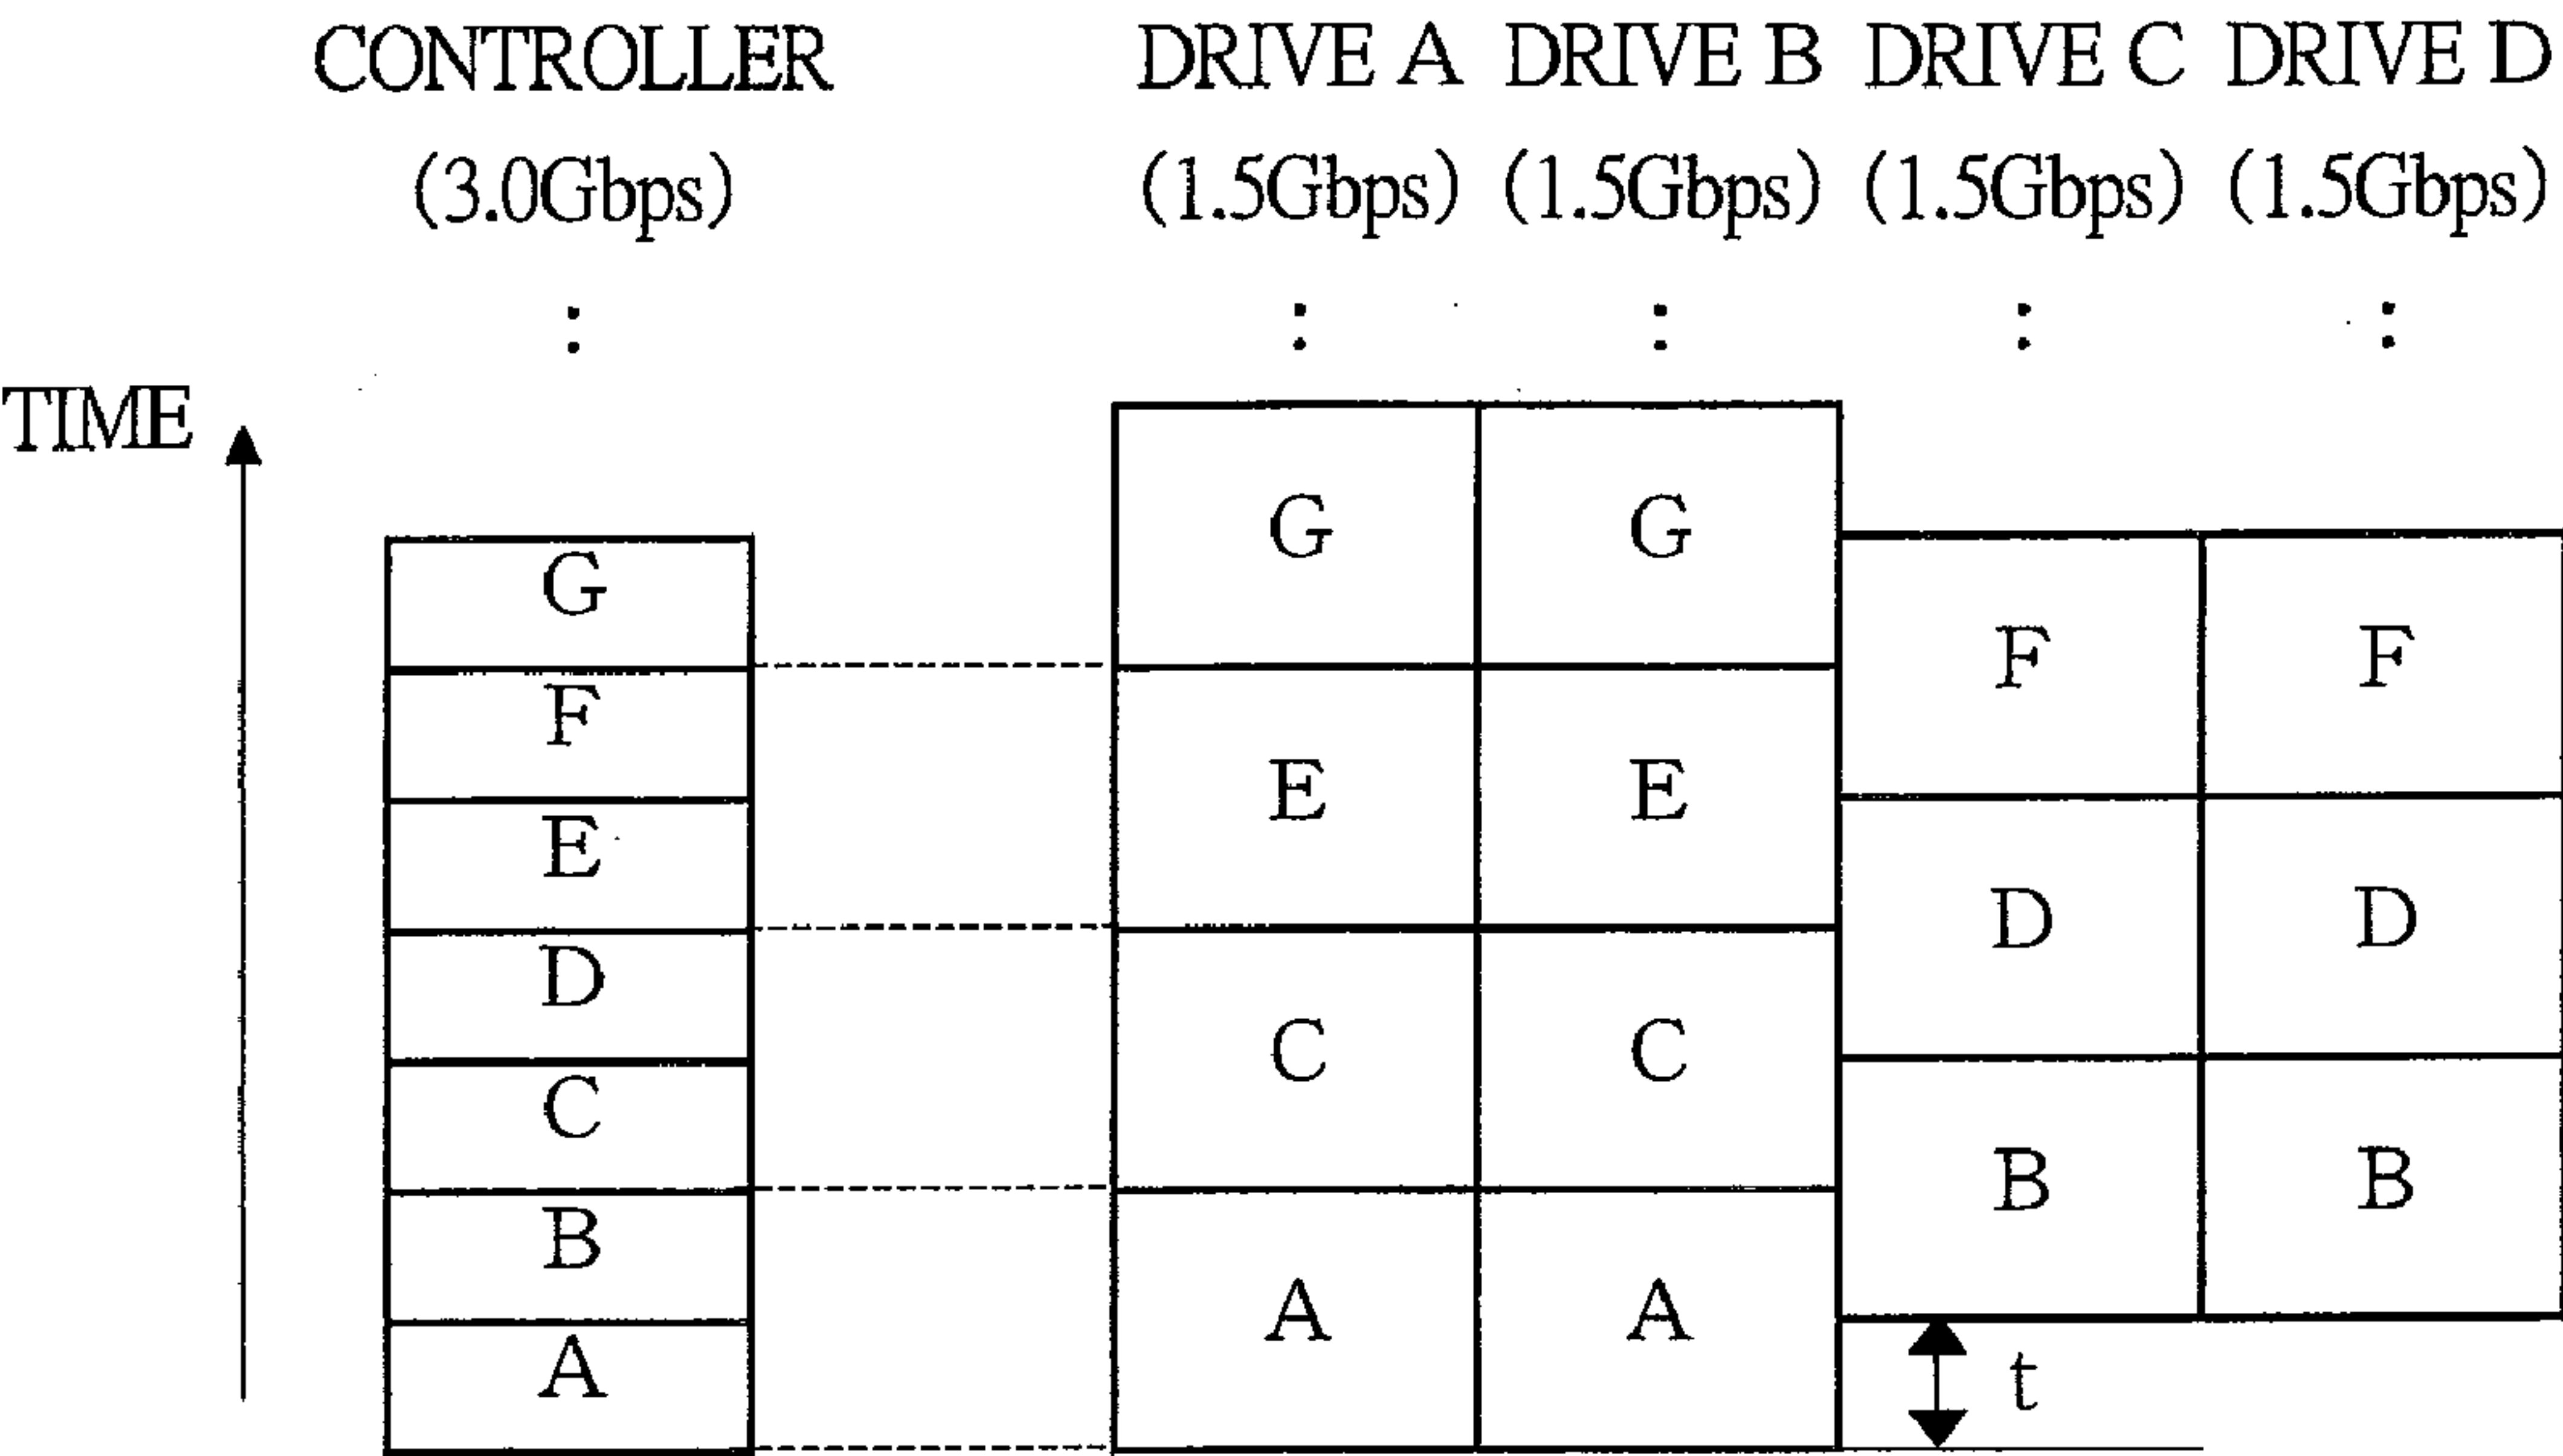 CONTROLLER DRIVE A DRIVE B DRIVE C DRIVE D
(3.0Gbps) (1.5Gbps) (1.5Gbps) (1.5Gbps) (1.5Gbps)
: : : : :
TIME
G G G
F F F
E E E
D D D
C C C
B B B
A A A
t